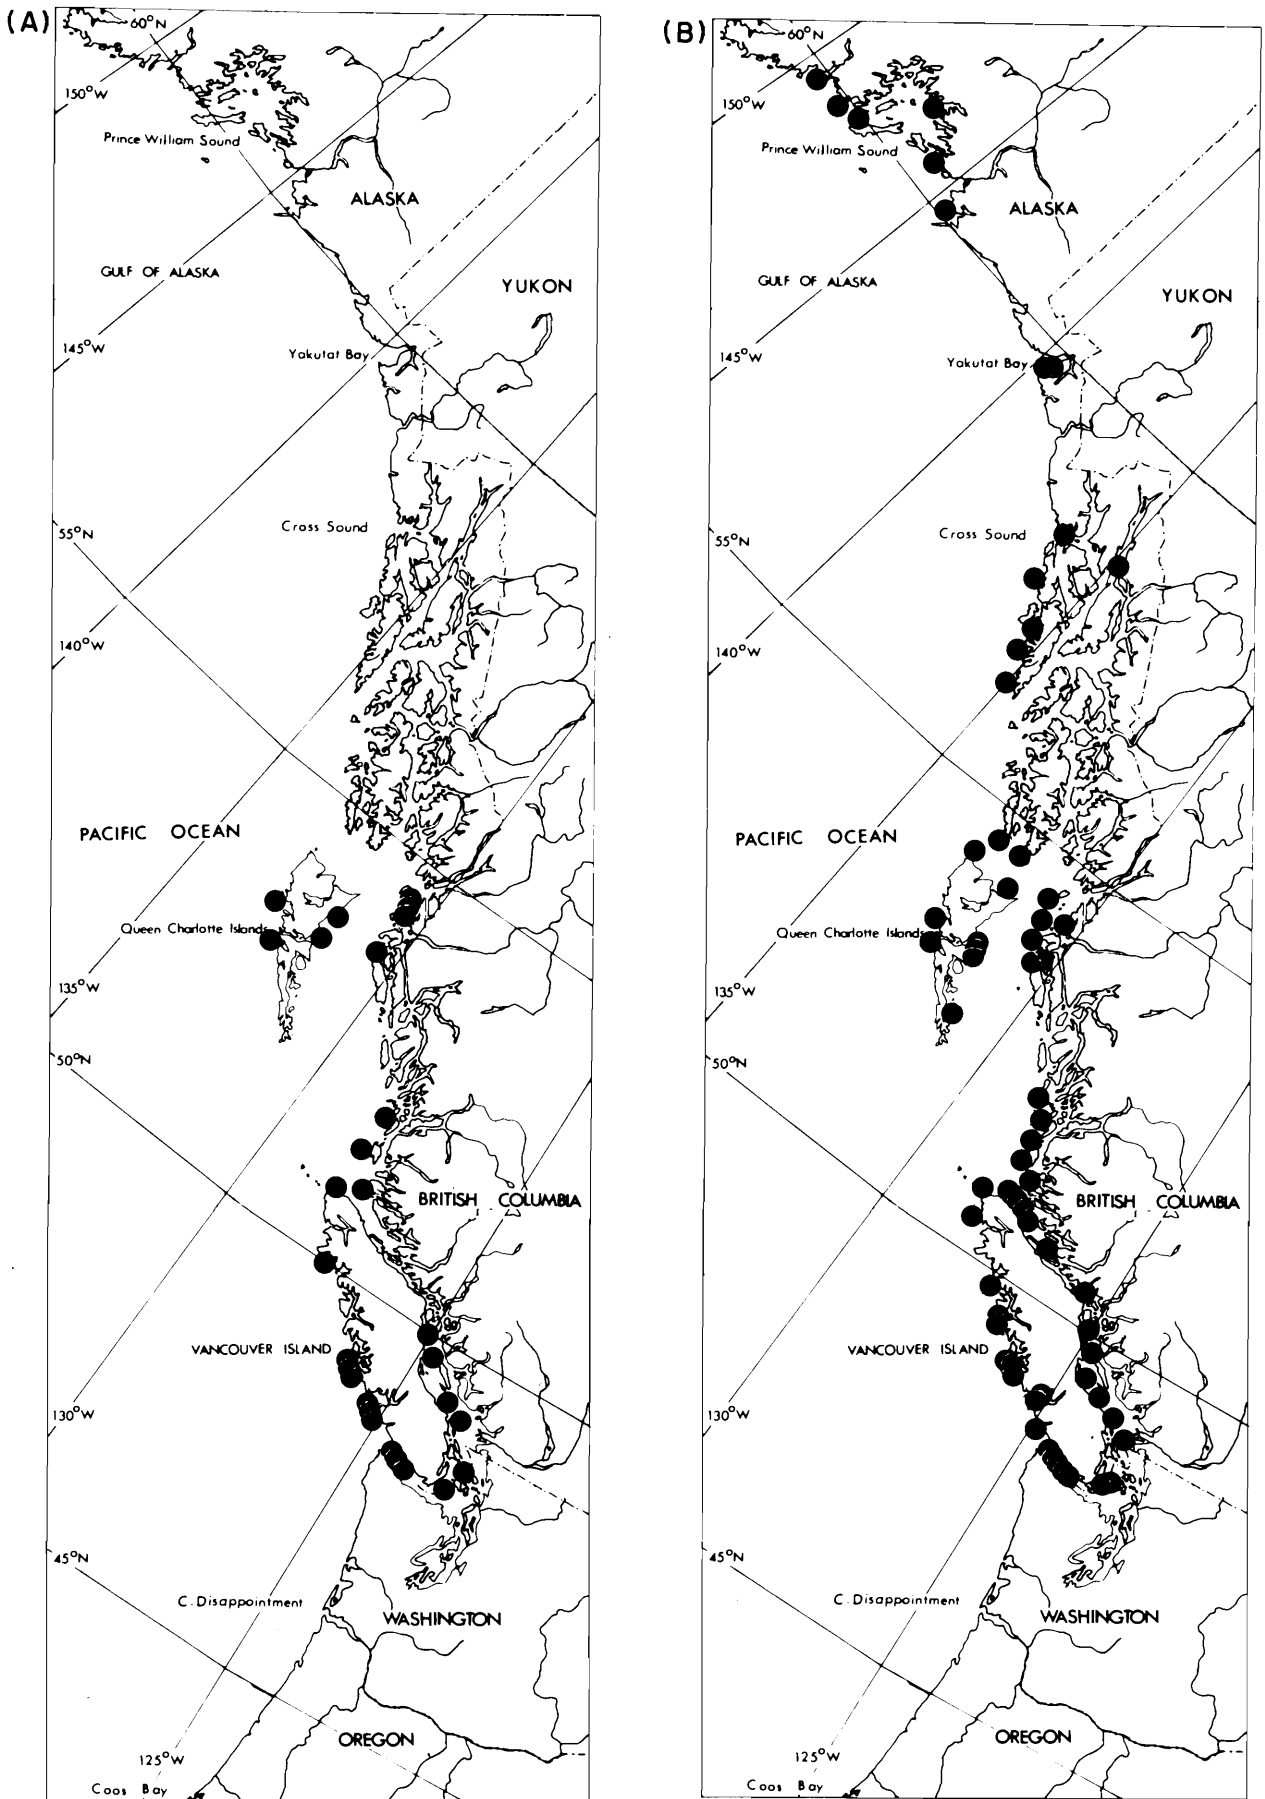 (A)
60°N
150°W
Prince William Sound
ALASKA
GULF OF ALASKA
YUKON
145°W
Yakutat Bay
Cross Sound
55°N
140°W
PACIFIC OCEAN
Queen Charlotte Islands
135°W
50°N
BRITISH COLUMBIA
VANCOUVER ISLAND
130°W
45°N
C. Disappointment
WASHINGTON
OREGON
125°W
Coos Bay
(B)
60°N
150°W
Prince William Sound
ALASKA
GULF OF ALASKA
YUKON
145°W
Yakutat Bay
Cross Sound
55°N
140°W
PACIFIC OCEAN
Queen Charlotte Islands
135°W
50°N
BRITISH COLUMBIA
VANCOUVER ISLAND
130°W
45°N
C. Disappointment
WASHINGTON
OREGON
125°W
Coos Bay